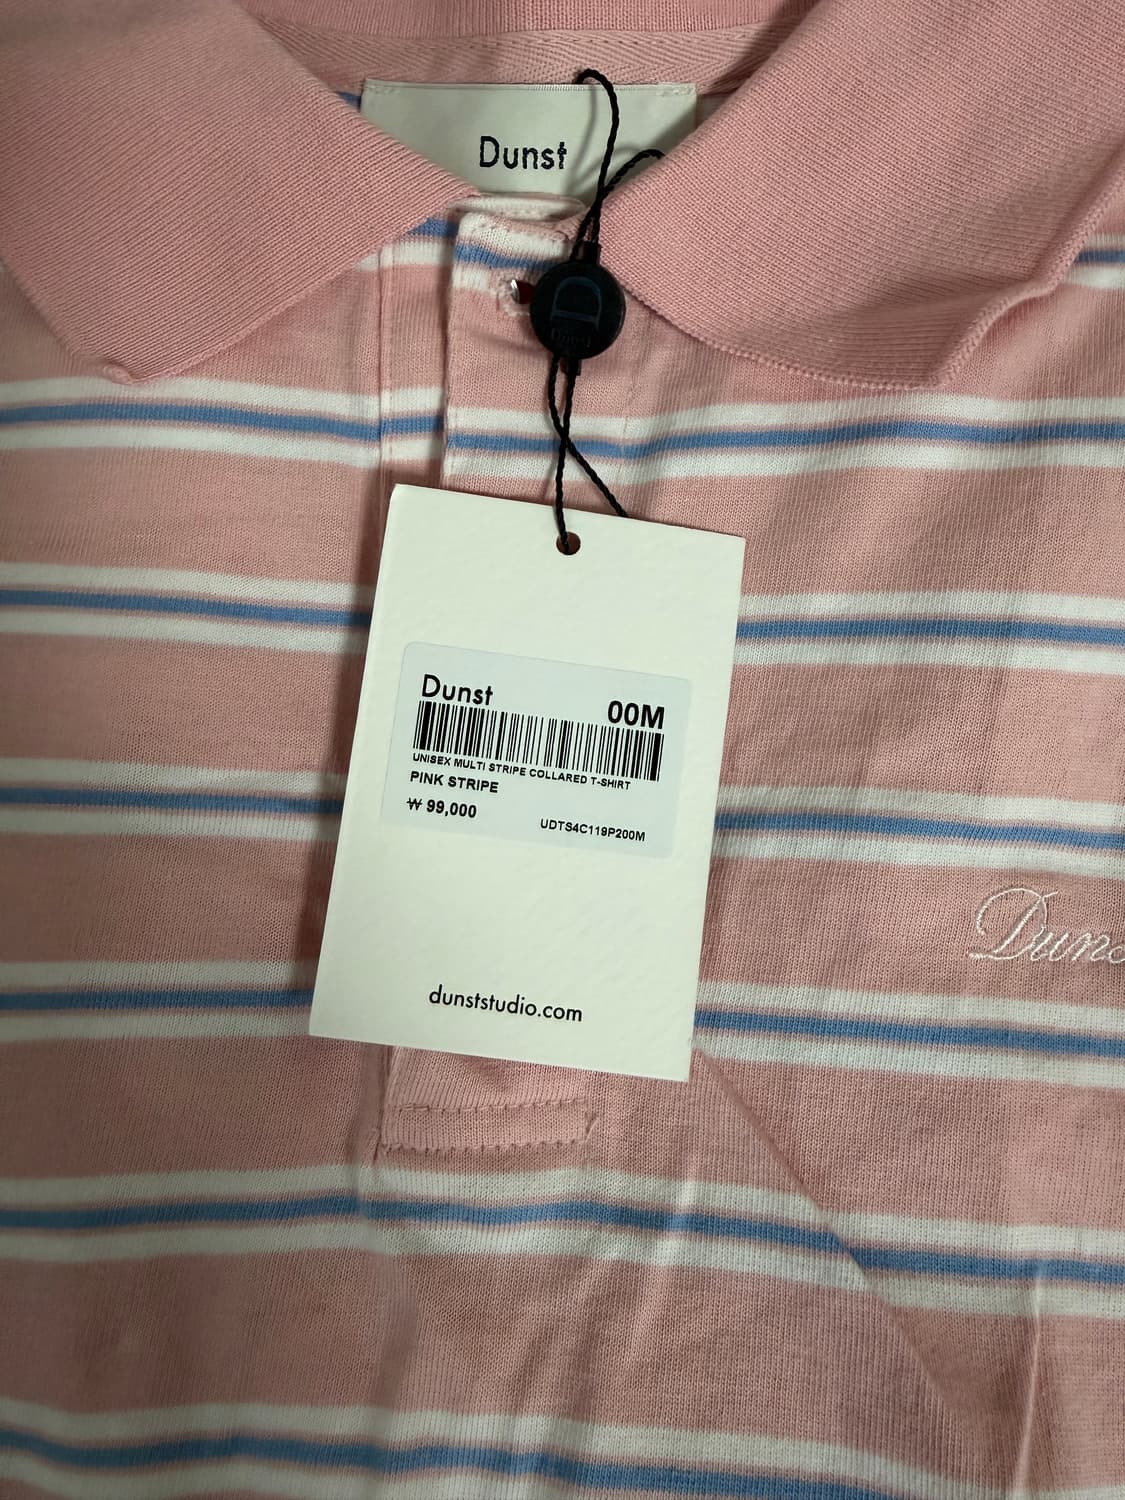 Dunst
Dunst
00M
UNISEX MULTI STRIPE COLLARED T-SHIRT
PINK STRIPE
₩ 99,000
UDTS4C119P200M
dunststudio.com